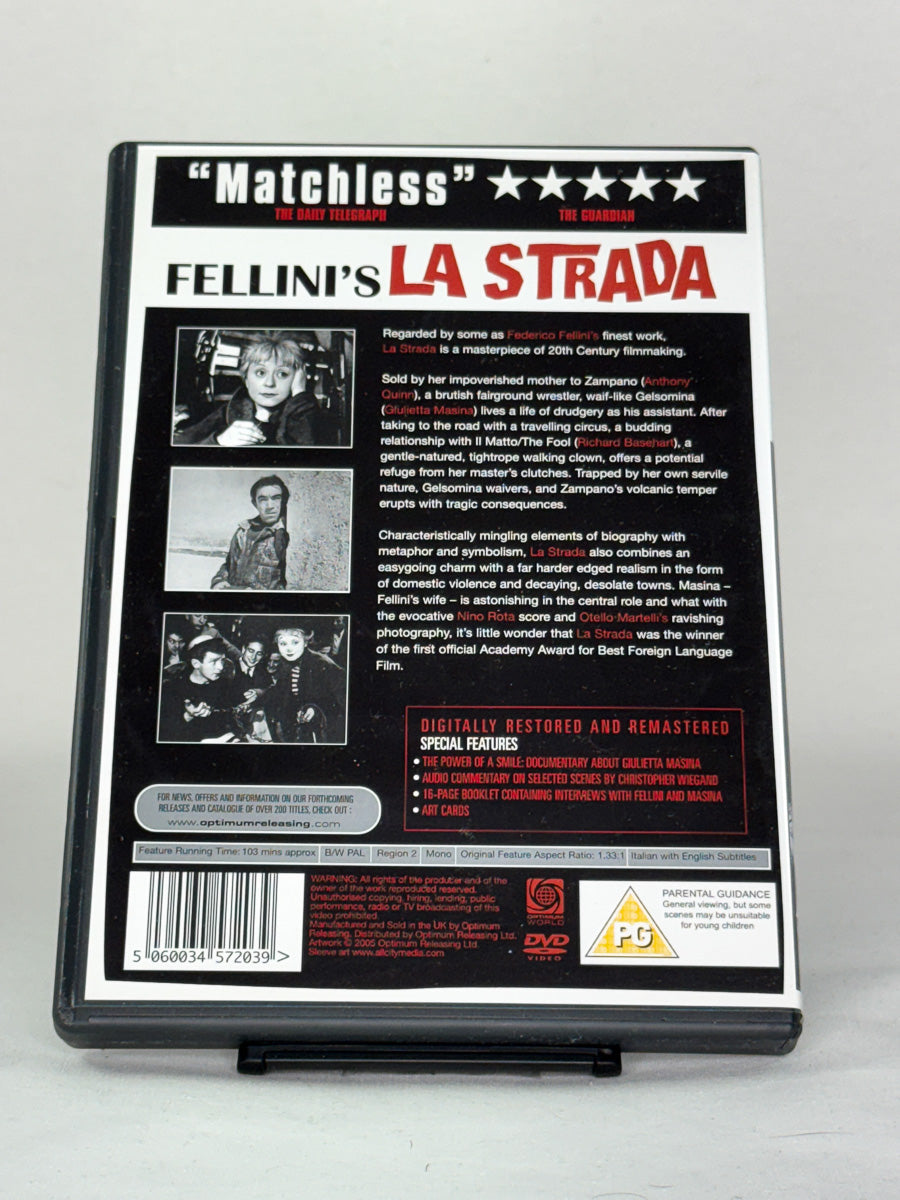 “Matchless” ★★★★★
THE DAILY TELEGRAPH THE GUARDIAN
FELLINI'S LA STRADA
Regarded by some as Federico Fellini's finest work,
La Strada is a masterpiece of 20th Century filmmaking.
Sold by her impoverished mother to Zampano (Anthony
Quinn), a brutish fairground wrestler, waif-like Gelsomina
(Giulietta Masina) lives a life of drudgery as his assistant. After
taking to the road with a travelling circus, a budding
relationship with Il Matto/The Fool (Richard Basehart), a
gentle-natured, tightrope walking clown, offers a potential
refuge from her master's clutches. Trapped by her own servile
nature, Gelsomina waivers, and Zampano's volcanic temper
erupts with tragic consequences.
Characteristically mingling elements of biography with
metaphor and symbolism, La Strada also combines an
easygoing charm with a far harder edged realism in the form
of domestic violence and decaying, desolate towns. Masina –
Fellini's wife – is astonishing in the central role and what with
the evocative Nino Rota score and Otello Martelli's ravishing
photography, it's little wonder that La Strada was the winner
of the first official Academy Award for Best Foreign Language
Film.
DIGITALLY RESTORED AND REMASTERED
SPECIAL FEATURES
• THE POWER OF A SMILE: DOCUMENTARY ABOUT GIULIETTA MASINA
• AUDIO COMMENTARY ON SELECTED SCENES BY CHRISTOPHER WIEGAND
• 16-PAGE BOOKLET CONTAINING INTERVIEWS WITH FELLINI AND MASINA
• ART CARDS
FOR NEWS, OFFERS AND INFORMATION ON OUR FORTHCOMING
RELEASES AND CATALOGUE OF OVER 200 TITLES, CHECK OUT :
www.optimumreleasing.com
Feature Running Time: 103 mins approx B/W PAL Region 2 Mono Original Feature Aspect Ratio: 1.33:1 Italian with English Subtitles
WARNING: All rights of the producer and of the
owner of the work reproduced reserved.
Unauthorised copying, hiring, lending, public
performance, radio or TV broadcasting of this
video prohibited.
Manufactured and Sold in the UK by Optimum
Releasing. Distributed by Optimum Releasing Ltd.
Artwork © 2005 Optimum Releasing Ltd.
Sleeve art www.allcitymedia.com
5 060034 572039 >
OPTIMUM
WORLD
DVD
VIDEO
PG
PARENTAL GUIDANCE
General viewing, but some
scenes may be unsuitable
for young children